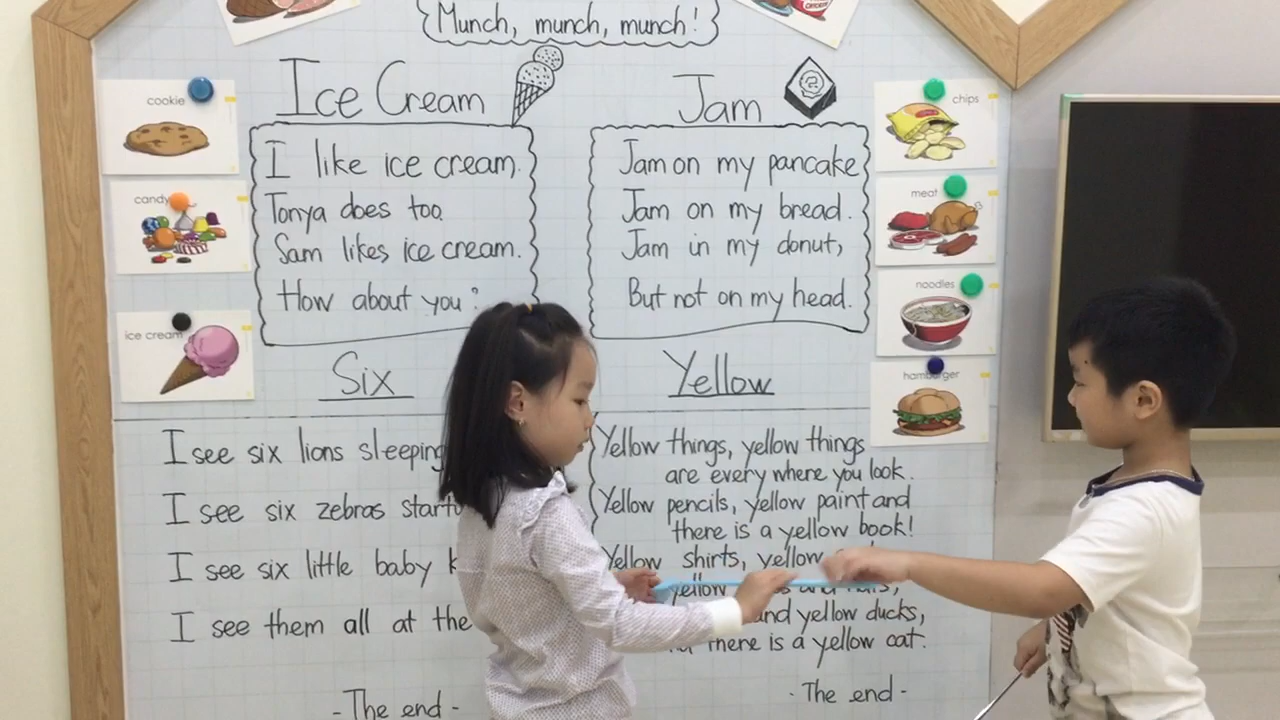 Munch, munch, munch!
Ice Cream
I like ice cream.
Tonya does too.
Sam likes ice cream.
How about you?
Jam
Jam on my pancake
Jam on my bread.
Jam in my donut,
But not on my head.
cookie
candy
ice cream
chips
meat
noodles
hamburger
Six
I see six lions sleeping
I see six zebras
I see six little baby
I see them all at the
- The end -
Yellow
Yellow things, yellow things
are every where you look.
Yellow pencils, yellow paint and
there is a yellow book!
Yellow shirts, yellow
yellow and hats,
and yellow ducks,
there is a yellow cat.
- The end -